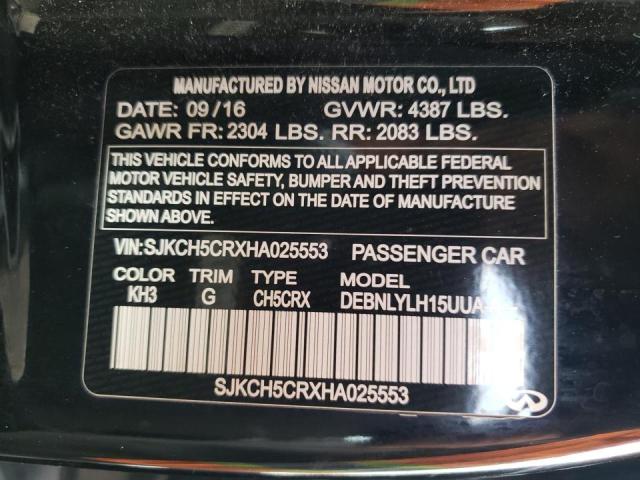 MANUFACTURED BY NISSAN MOTOR CO., LTD
DATE: 09/16 GVWR: 4387 LBS.
GAWR FR: 2304 LBS. RR: 2083 LBS.
THIS VEHICLE CONFORMS TO ALL APPLICABLE FEDERAL
MOTOR VEHICLE SAFETY, BUMPER AND THEFT PREVENTION
STANDARDS IN EFFECT ON THE DATE OF MANUFACTURE
SHOWN ABOVE.
VIN:SJKCH5CRXHA025553 PASSENGER CAR
COLOR TRIM TYPE MODEL
KH3 G CH5CRX DEBNLYLH15UUA----
SJKCH5CRXHA025553